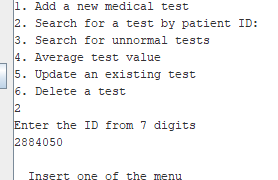 1. Add a new medical test
2. Search for a test by patient ID:
3. Search for unnormal tests
4. Average test value
5. Update an existing test
6. Delete a test
2
Enter the ID from 7 digits
2884050
Insert one of the menu